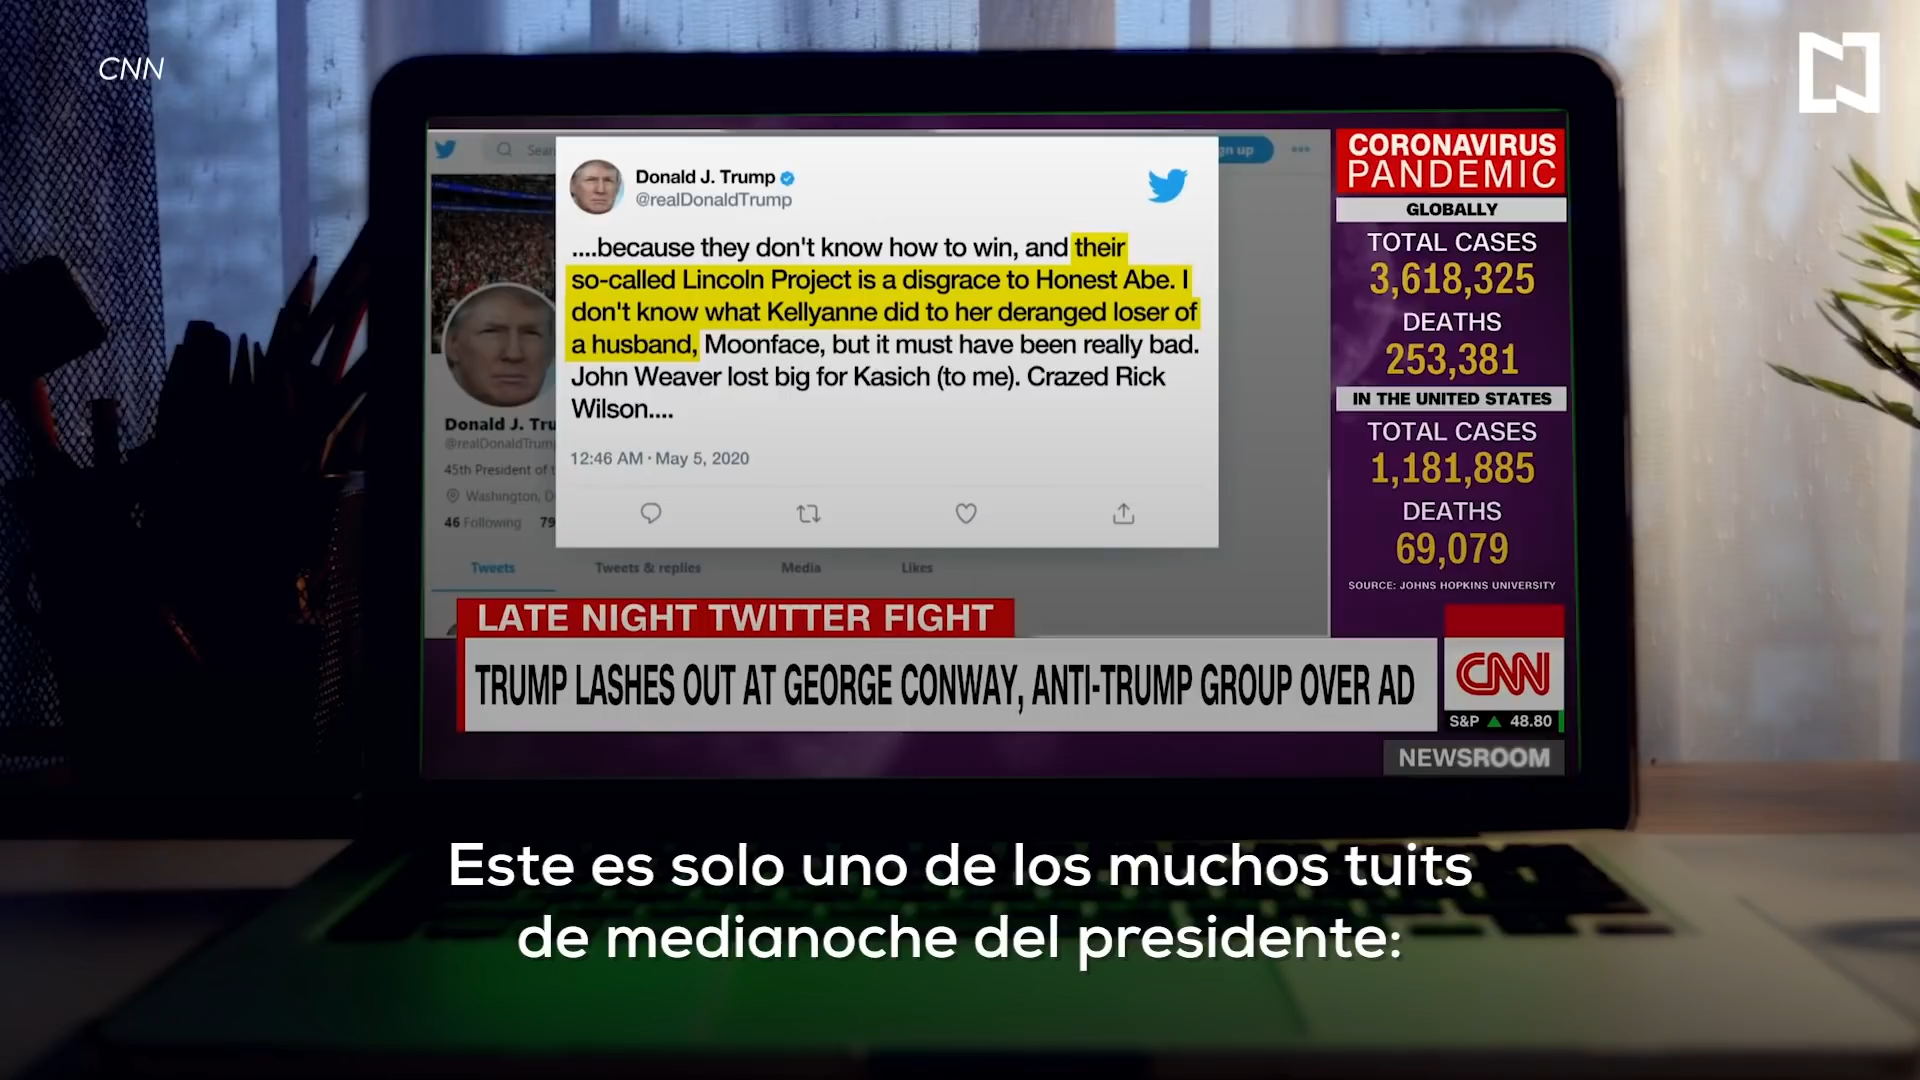 CNN
N
Sear
gn up
Donald J. Trump
@realDonaldTrump
....because they don't know how to win, and their
so-called Lincoln Project is a disgrace to Honest Abe. I
don't know what Kellyanne did to her deranged loser of
a husband, Moonface, but it must have been really bad.
John Weaver lost big for Kasich (to me). Crazed Rick
Wilson....
12:46 AM · May 5, 2020
Donald J. Tru
@realDonaldTrum
45th President of t
Washington, D
46 Following 79
Tweets Tweets & replies Media Likes
CORONAVIRUS
PANDEMIC
GLOBALLY
TOTAL CASES
3,618,325
DEATHS
253,381
IN THE UNITED STATES
TOTAL CASES
1,181,885
DEATHS
69,079
SOURCE: JOHNS HOPKINS UNIVERSITY
LATE NIGHT TWITTER FIGHT
TRUMP LASHES OUT AT GEORGE CONWAY, ANTI-TRUMP GROUP OVER AD
CNN
S&P ▲ 48.80
NEWSROOM
Este es solo uno de los muchos tuits
de medianoche del presidente: